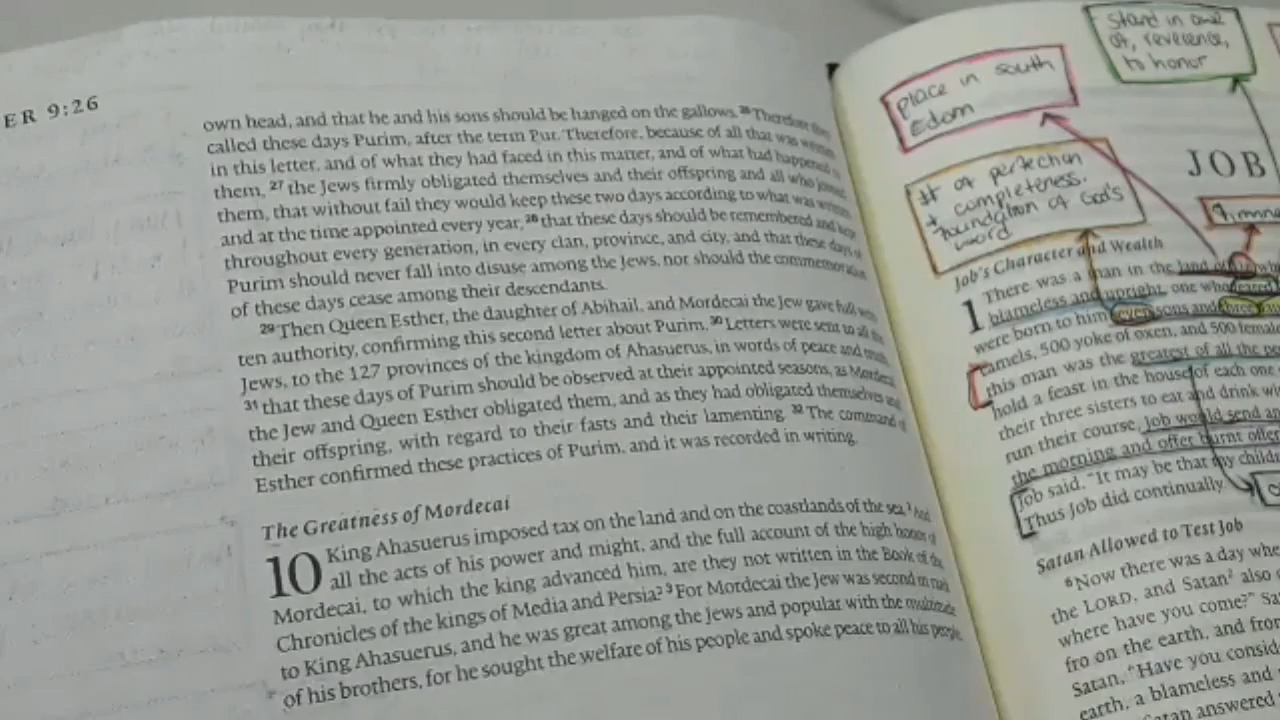 ER 9:26
own head, and that he and his sons should be hanged on the gallows. 26 Therefore they
called these days Purim, after the term Pur. Therefore, because of all that was written
in this letter, and of what they had faced in this matter, and of what had happened to
them, 27 the Jews firmly obligated themselves and their offspring and all who joined
them, that without fail they would keep these two days according to what was written
and at the time appointed every year, 28 that these days should be remembered and kept
throughout every generation, in every clan, province, and city, and that these days of
Purim should never fall into disuse among the Jews, nor should the commemoration
of these days cease among their descendants.
29 Then Queen Esther, the daughter of Abihail, and Mordecai the Jew gave full writ
ten authority, confirming this second letter about Purim. 30 Letters were sent to all the
Jews, to the 127 provinces of the kingdom of Ahasuerus, in words of peace and truth,
31 that these days of Purim should be observed at their appointed seasons, as Mordecai
the Jew and Queen Esther obligated them, and as they had obligated themselves and
their offspring, with regard to their fasts and their lamenting. 32 The command of
Esther confirmed these practices of Purim, and it was recorded in writing.
The Greatness of Mordecai
10 King Ahasuerus imposed tax on the land and on the coastlands of the sea. 2 And
all the acts of his power and might, and the full account of the high honor of
Mordecai, to which the king advanced him, are they not written in the Book of the
Chronicles of the kings of Media and Persia? 3 For Mordecai the Jew was second in rank
to King Ahasuerus, and he was great among the Jews and popular with the multitude
of his brothers, for he sought the welfare of his people and spoke peace to all his people.
Stand in awe
of, reverence,
to honor
place in south
Edom
# of perfection
+ completeness.
foundation of God's
word
JOB
Job's Character and Wealth
1 There was a man in the land of Uz
blameless and upright, one who feared
were born to him seven sons and three
camels, 500 yoke of oxen, and 500 female
this man was the greatest of all the
hold a feast in the house of each one
their three sisters to eat and drink
run their course, Job would send
the morning and offer burnt
Job said, "It may be that my
Thus Job did continually.
Satan Allowed to Test Job
6 Now there was a day
the LORD, and Satan2 also
where have you come?"
fro on the earth, and from
Satan, "Have you
earth, a blameless and
Satan answered